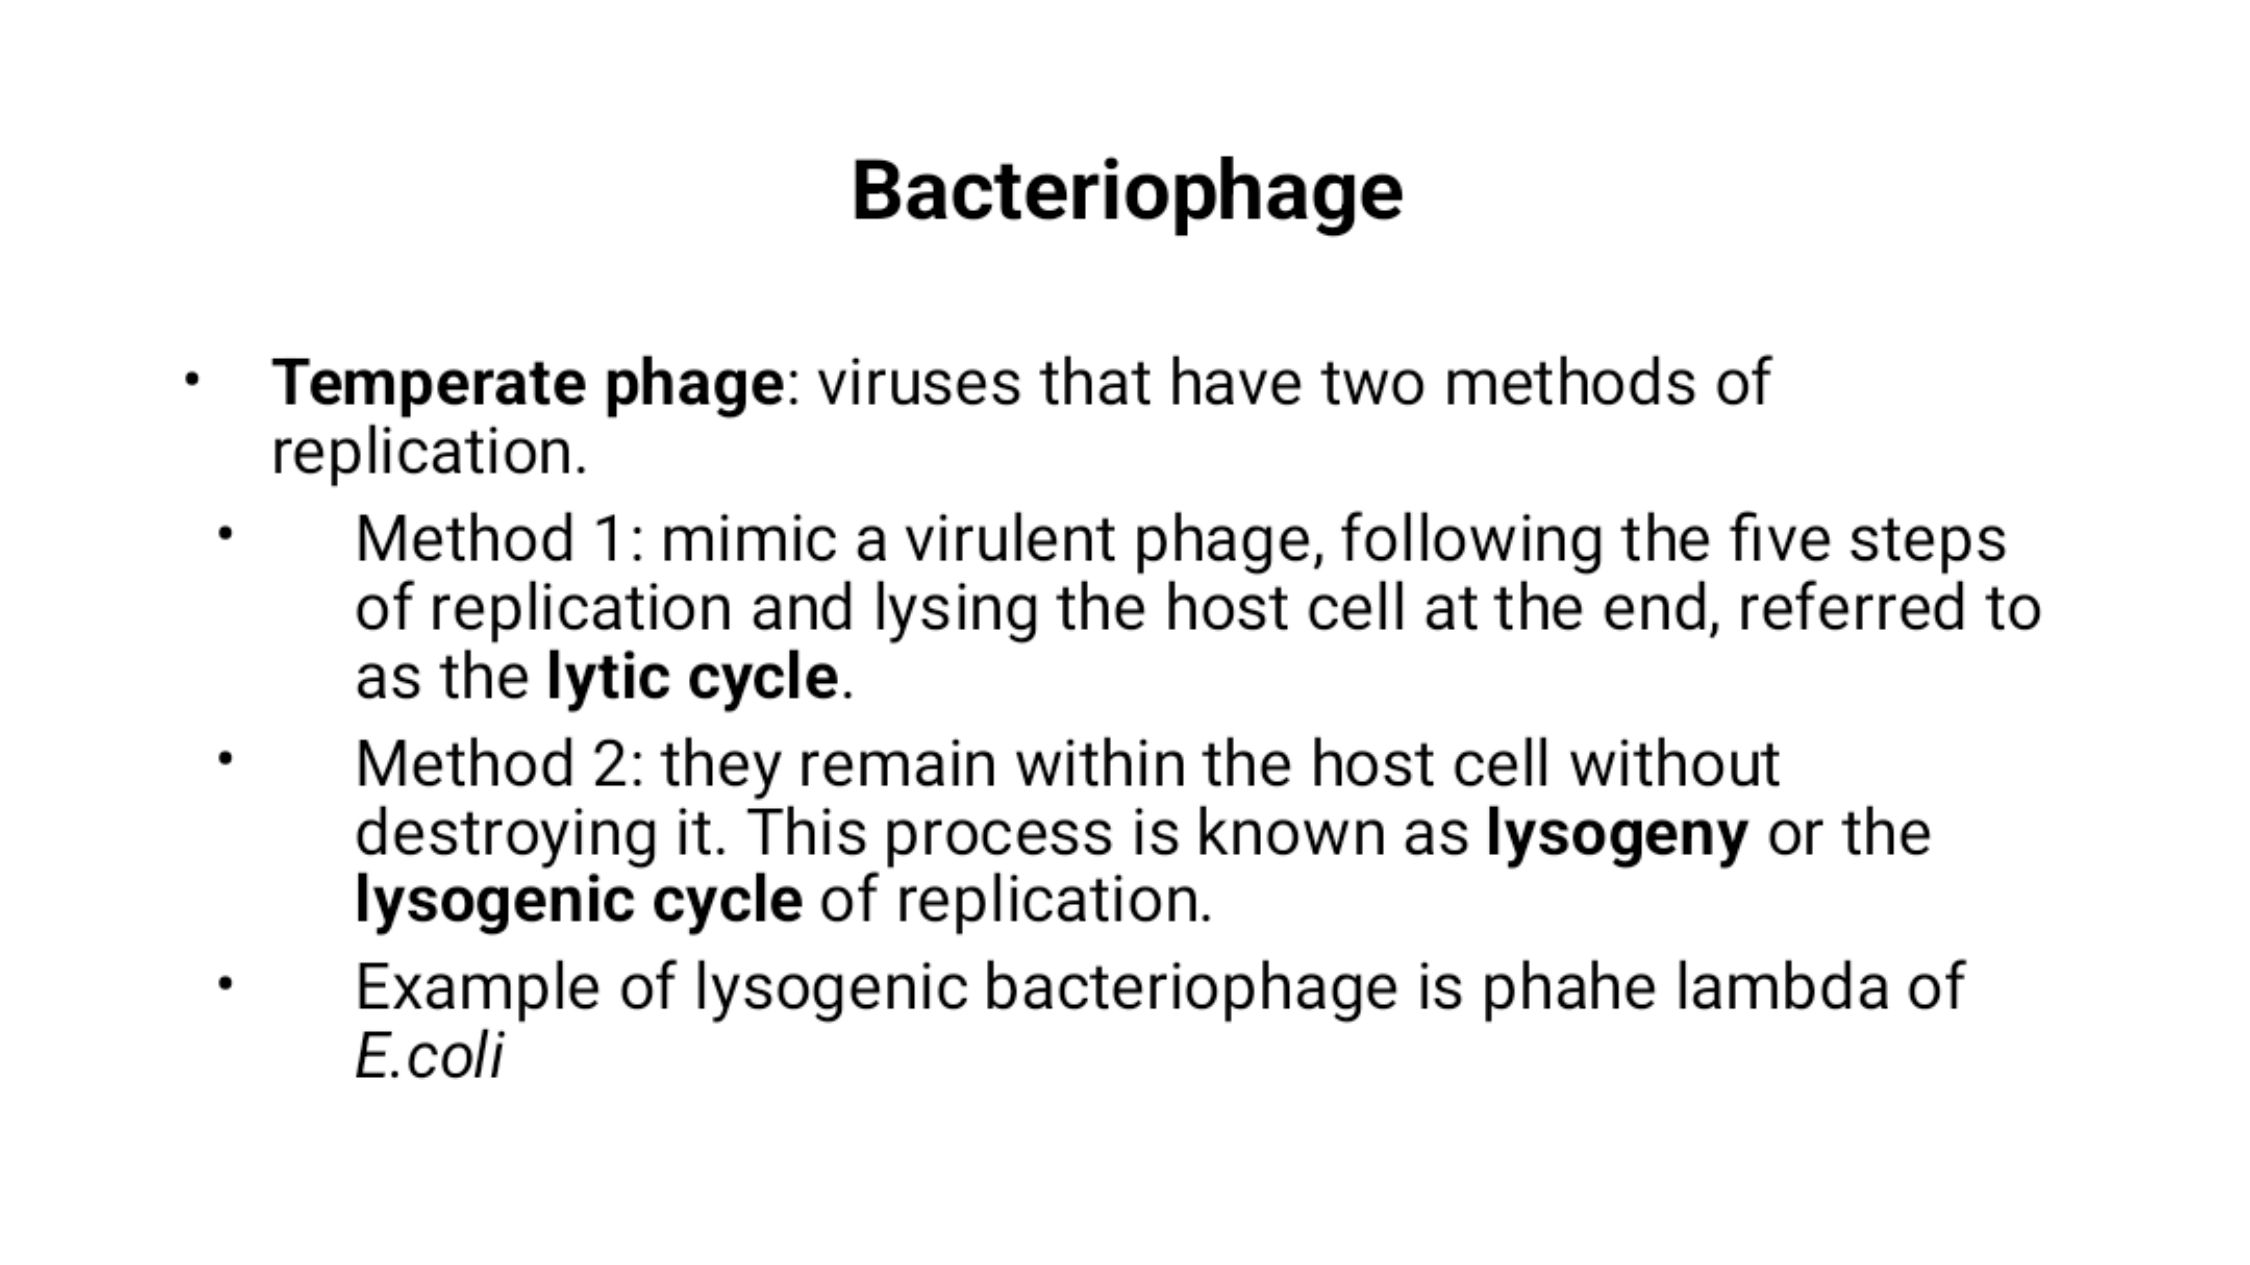 Bacteriophage
• Temperate phage: viruses that have two methods of
replication.
• Method 1: mimic a virulent phage, following the five steps
of replication and lysing the host cell at the end, referred to
as the lytic cycle.
• Method 2: they remain within the host cell without
destroying it. This process is known as lysogeny or the
lysogenic cycle of replication.
• Example of lysogenic bacteriophage is phahe lambda of
E.coli